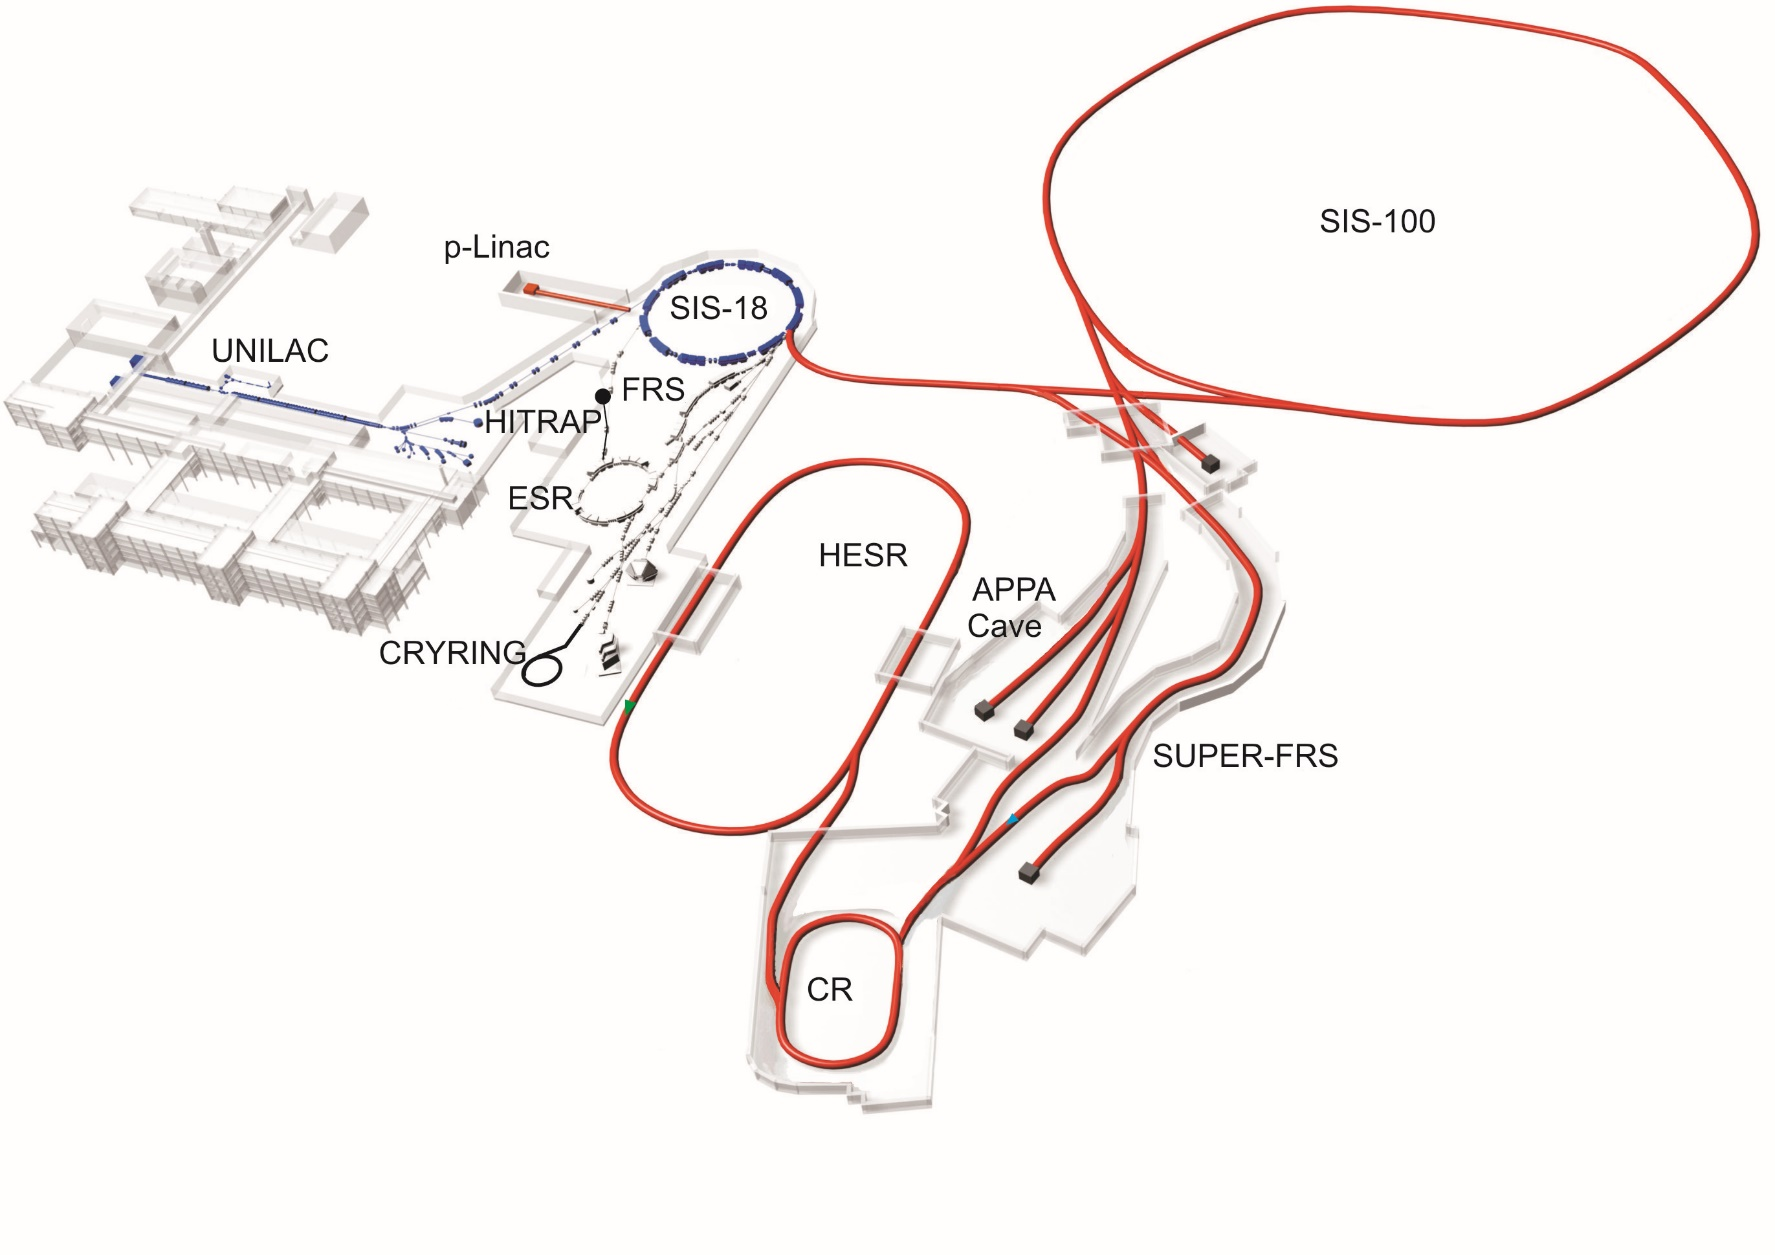 SIS-100
p-Linac
SIS-18
UNILAC
FRS
HITRAP
ESR
HESR
APPA
Cave
CRYRING
SUPER-FRS
CR